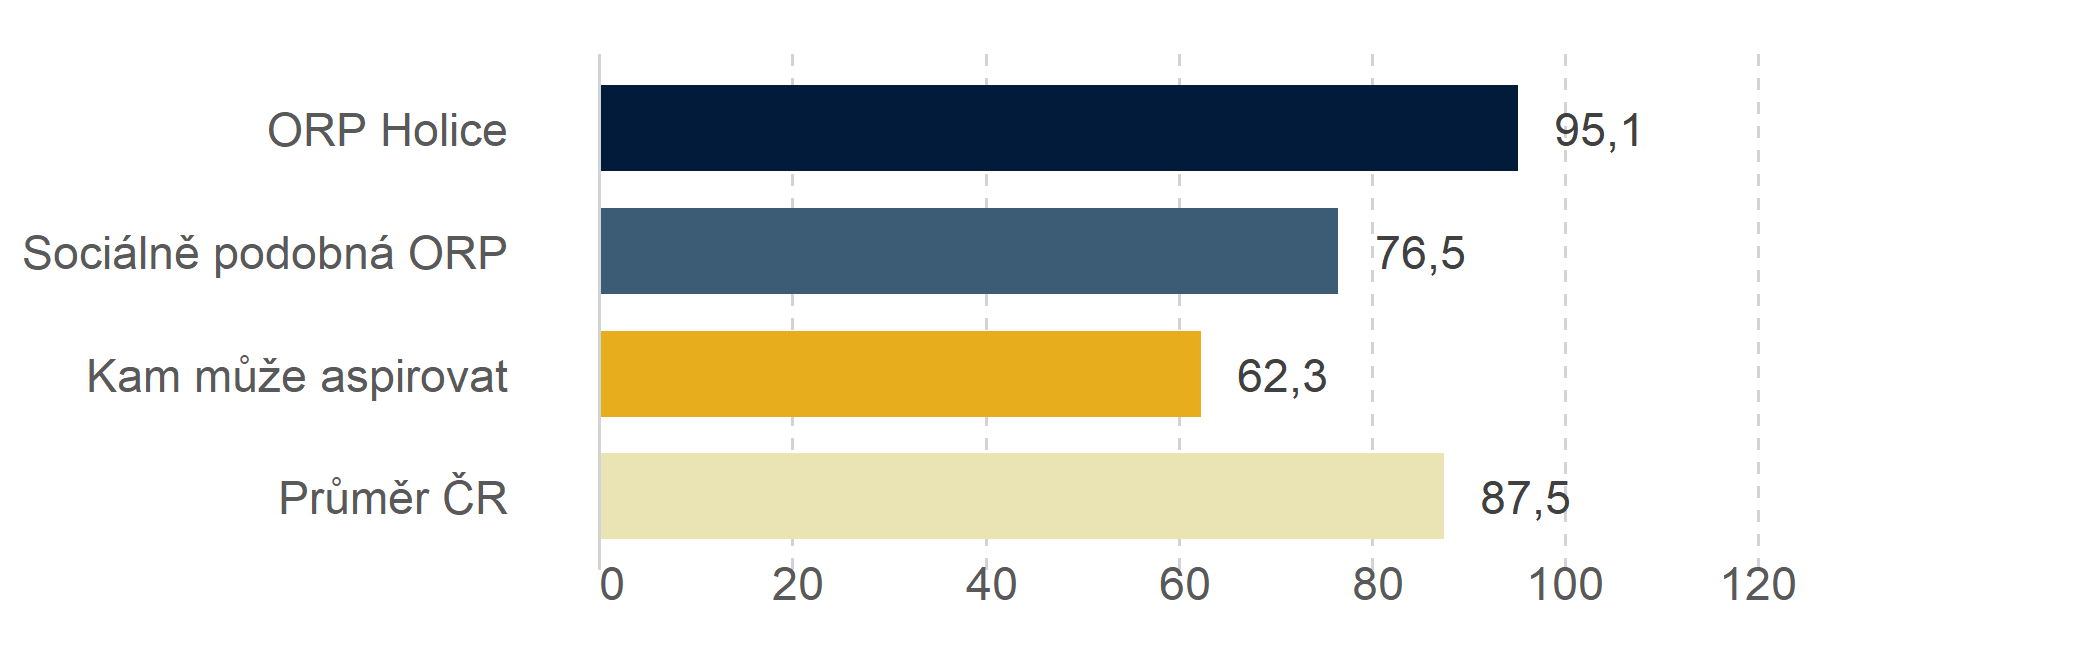 ORP Holice
95,1
Sociálně podobná ORP
76,5
Kam může aspirovat
62,3
Průměr ČR
87,5
0 20 40 60 80 100 120